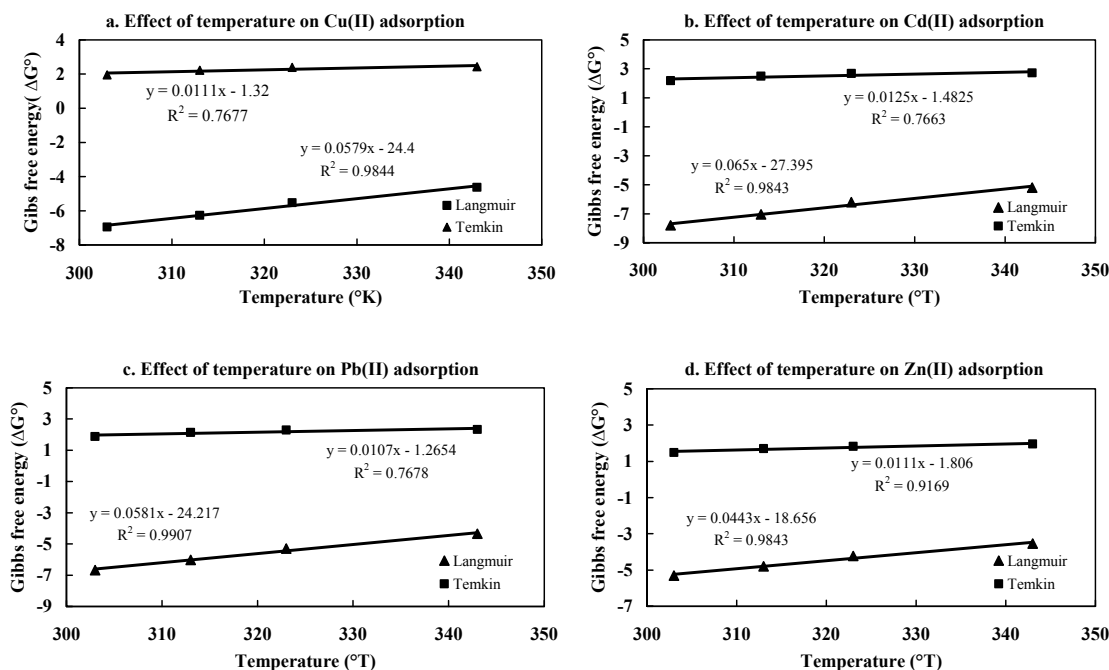 a. Effect of temperature on Cu(II) adsorption
Gibs free energy( ΔG°)
4
2
0
-2
-4
-6
-8
y = 0.0111x - 1.32
R² = 0.7677
y = 0.0579x - 24.4
R² = 0.9844
Langmuir
Temkin
300 310 320 330 340 350
Temperature (°K)
b. Effect of temperature on Cd(II) adsorption
Gibbs free energy (ΔG°)
5
3
1
-1
-3
-5
-7
-9
y = 0.0125x - 1.4825
R² = 0.7663
y = 0.065x - 27.395
R² = 0.9843
Langmuir
Temkin
300 310 320 330 340 350
Temperature (°T)
c. Effect of temperature on Pb(II) adsorption
Gibbs free energy (ΔG°)
5
3
1
-1
-3
-5
-7
-9
y = 0.0107x - 1.2654
R² = 0.7678
y = 0.0581x - 24.217
R² = 0.9907
Langmuir
Temkin
300 310 320 330 340 350
Temperature (°T)
d. Effect of temperature on Zn(II) adsorption
Gibbs free energy (ΔG°)
5
3
1
-1
-3
-5
-7
y = 0.0111x - 1.806
R² = 0.9169
y = 0.0443x - 18.656
R² = 0.9843
Langmuir
Temkin
300 310 320 330 340 350
Temperature (°T)